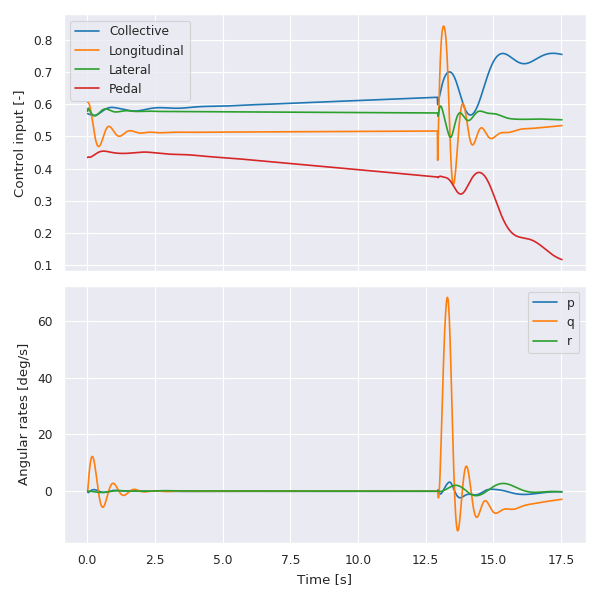 Collective
Longitudinal
Lateral
Pedal
Control input [-]
0.8
0.7
0.6
0.5
0.4
0.3
0.2
0.1
p
q
r
Angular rates [deg/s]
60
40
20
0
0.0 2.5 5.0 7.5 10.0 12.5 15.0 17.5
Time [s]